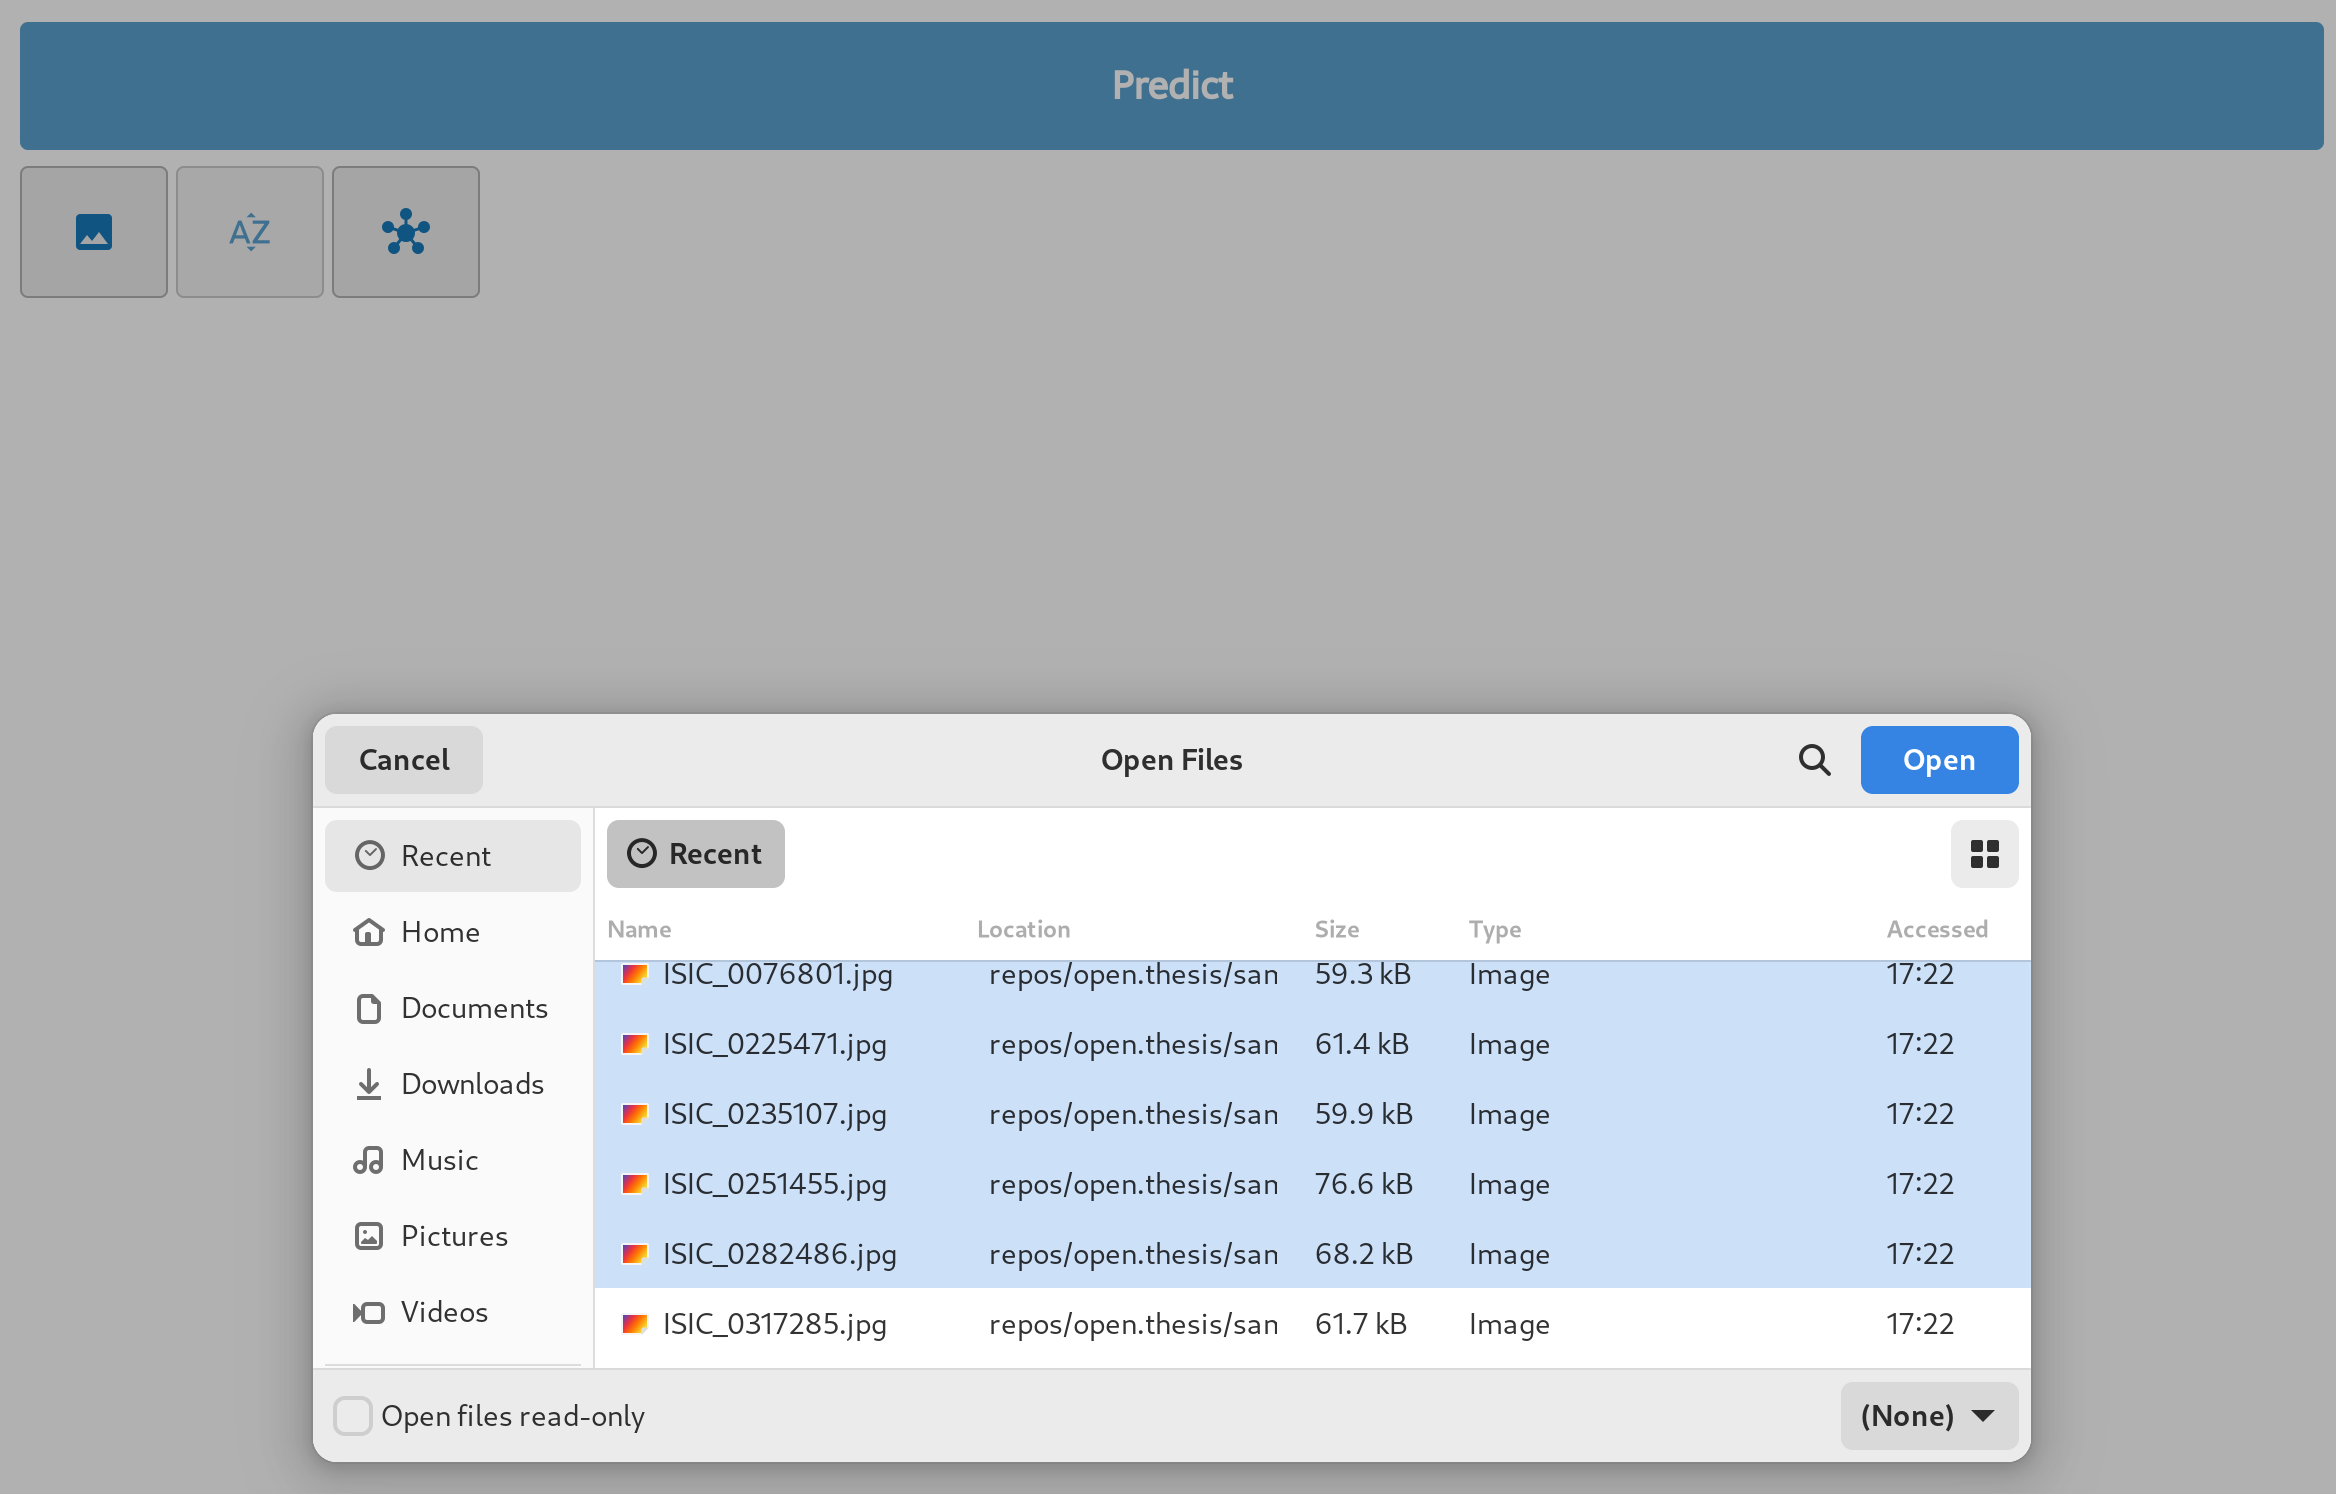 Predict
AZ
Cancel
Open Files
Open
Recent
Home
Documents
Downloads
Music
Pictures
Videos
Recent
Name Location Size Type Accessed
ISIC_0076801.jpg repos/open.thesis/san 59.3 kB Image 17:22
ISIC_0225471.jpg repos/open.thesis/san 61.4 kB Image 17:22
ISIC_0235107.jpg repos/open.thesis/san 59.9 kB Image 17:22
ISIC_0251455.jpg repos/open.thesis/san 76.6 kB Image 17:22
ISIC_0282486.jpg repos/open.thesis/san 68.2 kB Image 17:22
ISIC_0317285.jpg repos/open.thesis/san 61.7 kB Image 17:22
Open files read-only
(None)